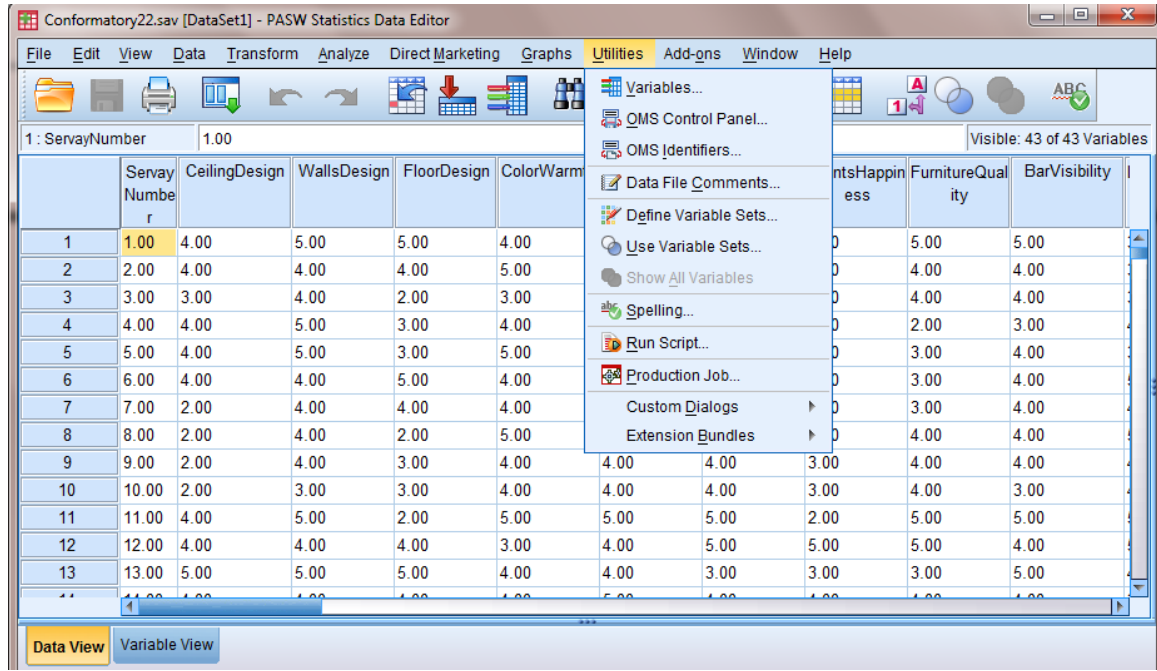 Conformatory22.sav [DataSet1] - PASW Statistics Data Editor
File Edit View Data Transform Analyze Direct Marketing Graphs Utilities Add-ons Window Help
Variables...
OMS Control Panel...
OMS Identifiers...
Data File Comments...
Define Variable Sets...
Use Variable Sets...
Show All Variables
Spelling...
Run Script...
Production Job...
Custom Dialogs
Extension Bundles
A
1
ABC
1 : ServayNumber 1.00 Visible: 43 of 43 Variables
Servay CeilingDesign WallsDesign FloorDesign ColorWarm ntsHappin FurnitureQual BarVisibility
Numbe ess ity
r
1 1.00 4.00 5.00 5.00 4.00 5.00 5.00
2 2.00 4.00 4.00 4.00 5.00 4.00 4.00
3 3.00 3.00 4.00 2.00 3.00 4.00 4.00
4 4.00 4.00 5.00 3.00 4.00 2.00 3.00
5 5.00 4.00 5.00 3.00 5.00 3.00 4.00
6 6.00 4.00 4.00 5.00 4.00 3.00 4.00
7 7.00 2.00 4.00 4.00 4.00 3.00 4.00
8 8.00 2.00 4.00 2.00 5.00 4.00 4.00
9 9.00 2.00 4.00 3.00 4.00 4.00 4.00 3.00 4.00 4.00
10 10.00 2.00 3.00 3.00 4.00 4.00 4.00 3.00 4.00 3.00
11 11.00 4.00 5.00 2.00 5.00 5.00 5.00 2.00 5.00 5.00
12 12.00 4.00 4.00 4.00 3.00 4.00 5.00 5.00 5.00 4.00
13 13.00 5.00 5.00 5.00 4.00 4.00 3.00 3.00 3.00 5.00
Data View Variable View